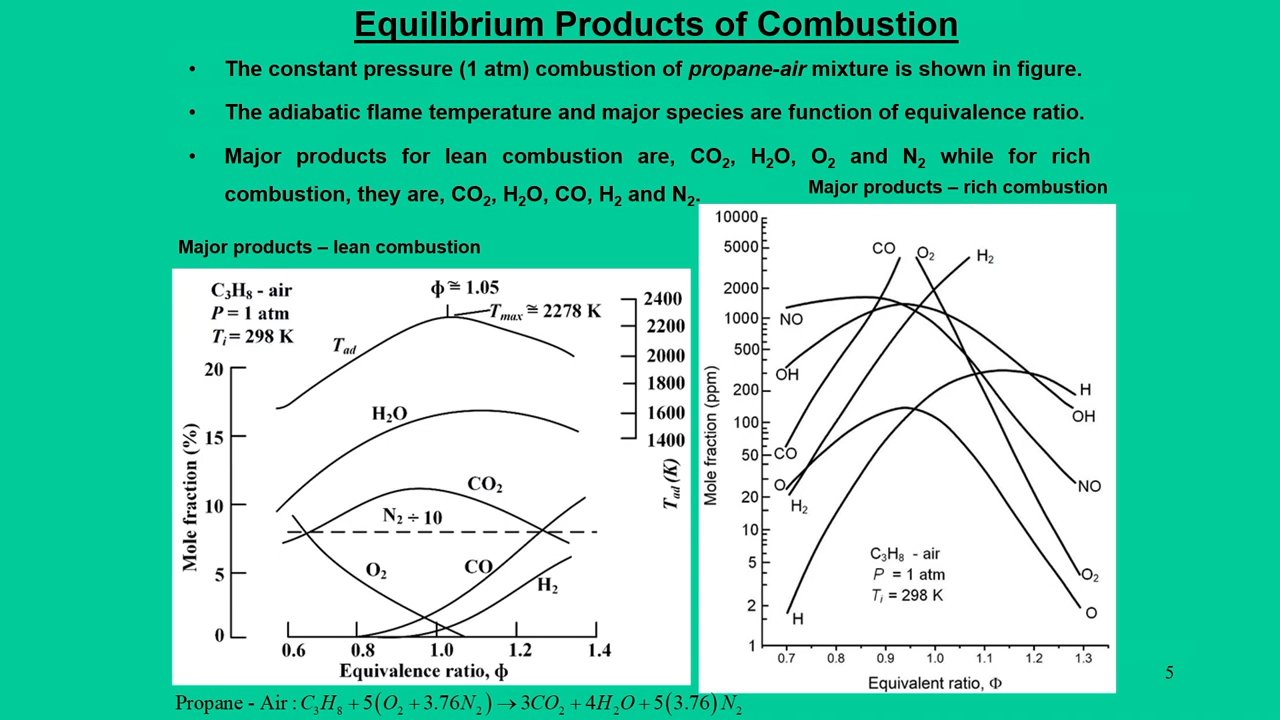 Equilibrium Products of Combustion
• The constant pressure (1 atm) combustion of propane-air mixture is shown in figure.
• The adiabatic flame temperature and major species are function of equivalence ratio.
• Major products for lean combustion are, CO₂, H₂O, O₂ and N₂ while for rich
combustion, they are, CO₂, H₂O, CO, H₂ and N₂.
Major products – rich combustion
Major products – lean combustion
C₃H₈ - air
P = 1 atm
Tᵢ = 298 K
ϕ ≅ 1.05
Tₘₐₓ ≅ 2278 K
T_ad
H₂O
CO₂
N₂ ÷ 10
O₂
CO
H₂
20
15
10
5
0
Mole fraction (%)
2400
2200
2000
1800
1600
1400
T_ad (K)
0.6 0.8 1.0 1.2 1.4
Equivalence ratio, ϕ
10000
5000
2000
1000
500
200
100
50
20
10
5
2
1
Mole fraction (ppm)
CO O₂ H₂
NO
OH
CO
O
H₂
H
H
OH
NO
O₂
O
C₃H₈ - air
P = 1 atm
Tᵢ = 298 K
0.7 0.8 0.9 1.0 1.1 1.2 1.3
Equivalent ratio, Φ
5
Propane - Air : C₃H₈ + 5(O₂ + 3.76N₂) → 3CO₂ + 4H₂O + 5(3.76)N₂